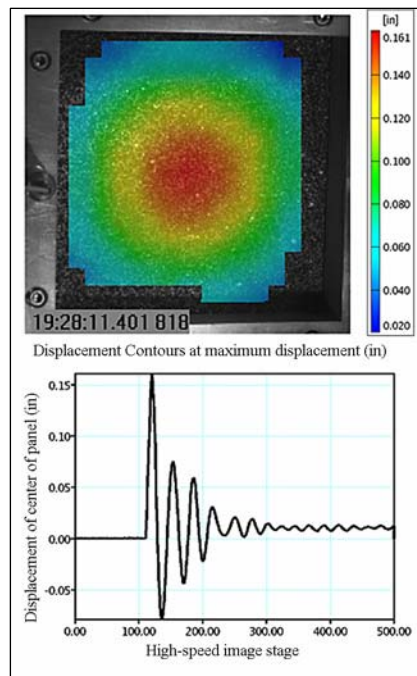 [in]
0.161
0.140
0.120
0.100
0.080
0.060
0.040
0.020
19:28:11.401 818
Displacement Contours at maximum displacement (in)
Displacement of center of panel (in)
0.15
0.10
0.05
0.00
-0.05
0.00 100.00 200.00 300.00 400.00 500.0
High-speed image stage